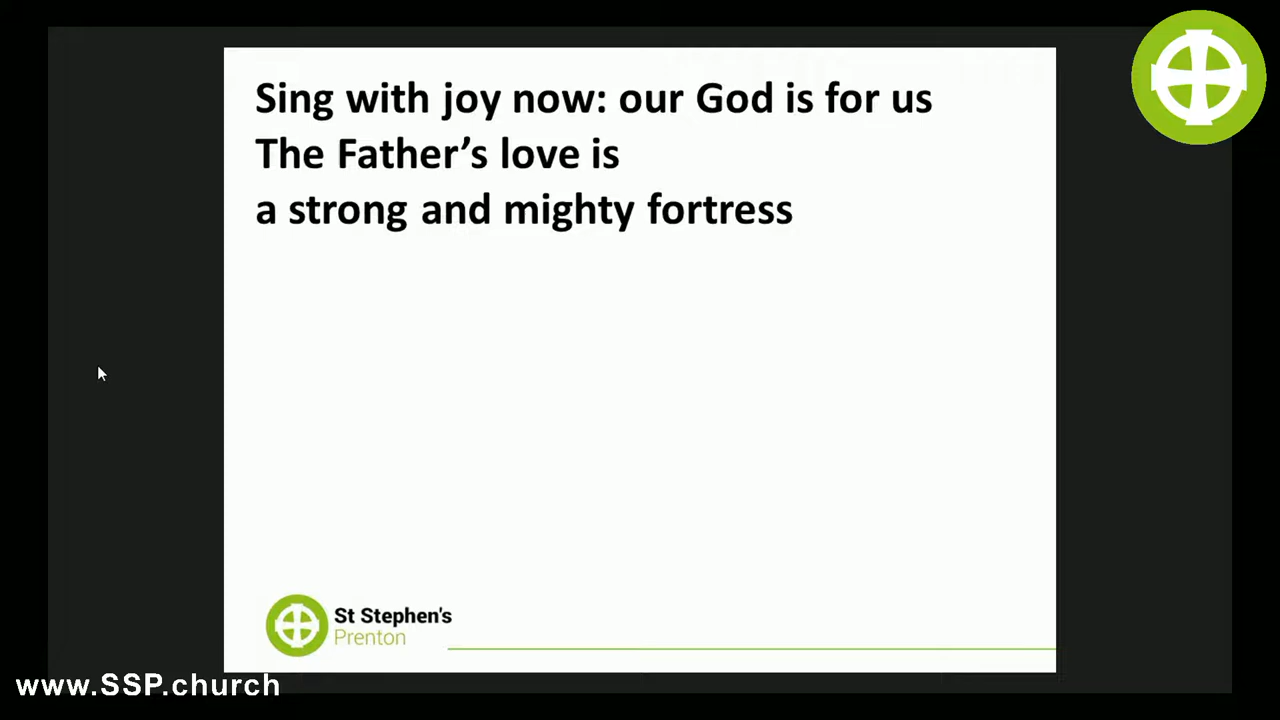 Sing with joy now: our God is for us
The Father’s love is
a strong and mighty fortress
St Stephen's
Prenton
www.SSP.church